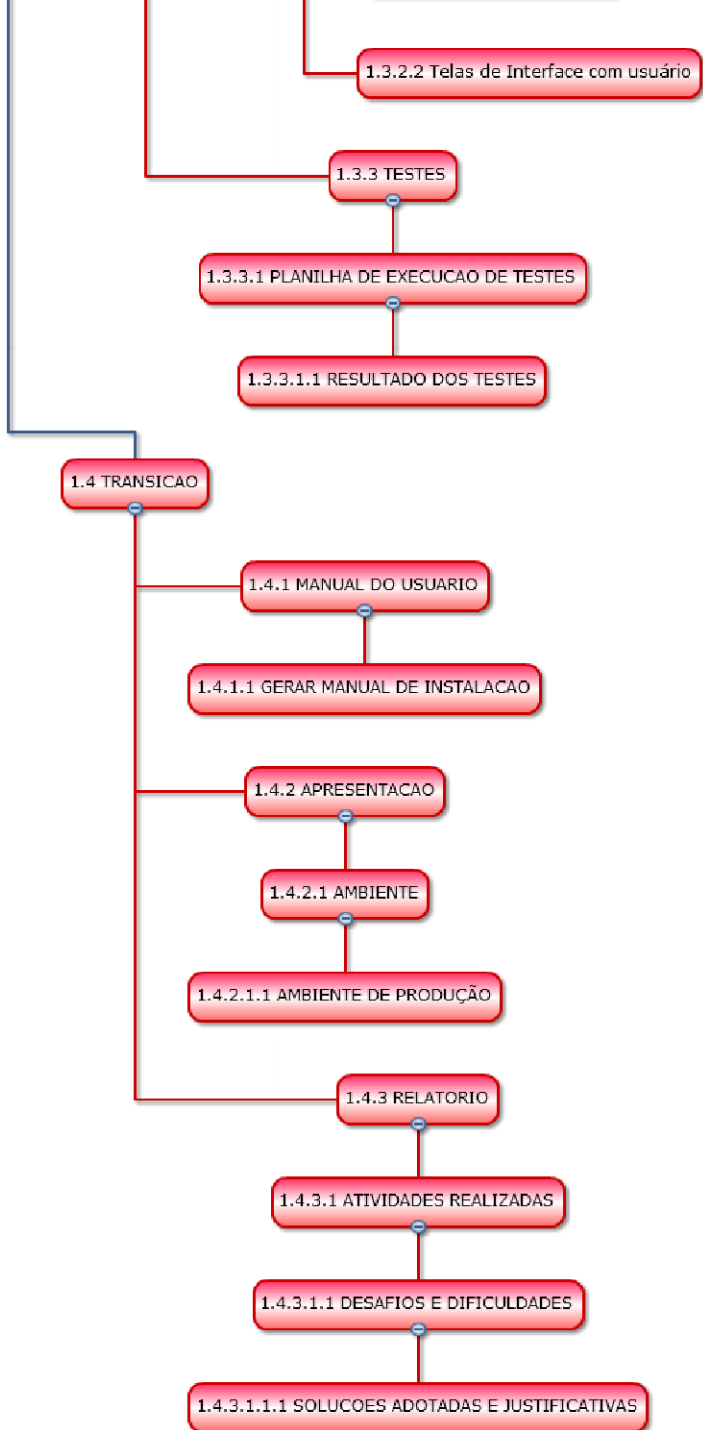 1.3.2.2 Telas de Interface com usuário
1.3.3 TESTES
1.3.3.1 PLANILHA DE EXECUCAO DE TESTES
1.3.3.1.1 RESULTADO DOS TESTES
1.4 TRANSICAO
1.4.1 MANUAL DO USUARIO
1.4.1.1 GERAR MANUAL DE INSTALACAO
1.4.2 APRESENTACAO
1.4.2.1 AMBIENTE
1.4.2.1.1 AMBIENTE DE PRODUÇÃO
1.4.3 RELATORIO
1.4.3.1 ATIVIDADES REALIZADAS
1.4.3.1.1 DESAFIOS E DIFICULDADES
1.4.3.1.1.1 SOLUCOES ADOTADAS E JUSTIFICATIVAS